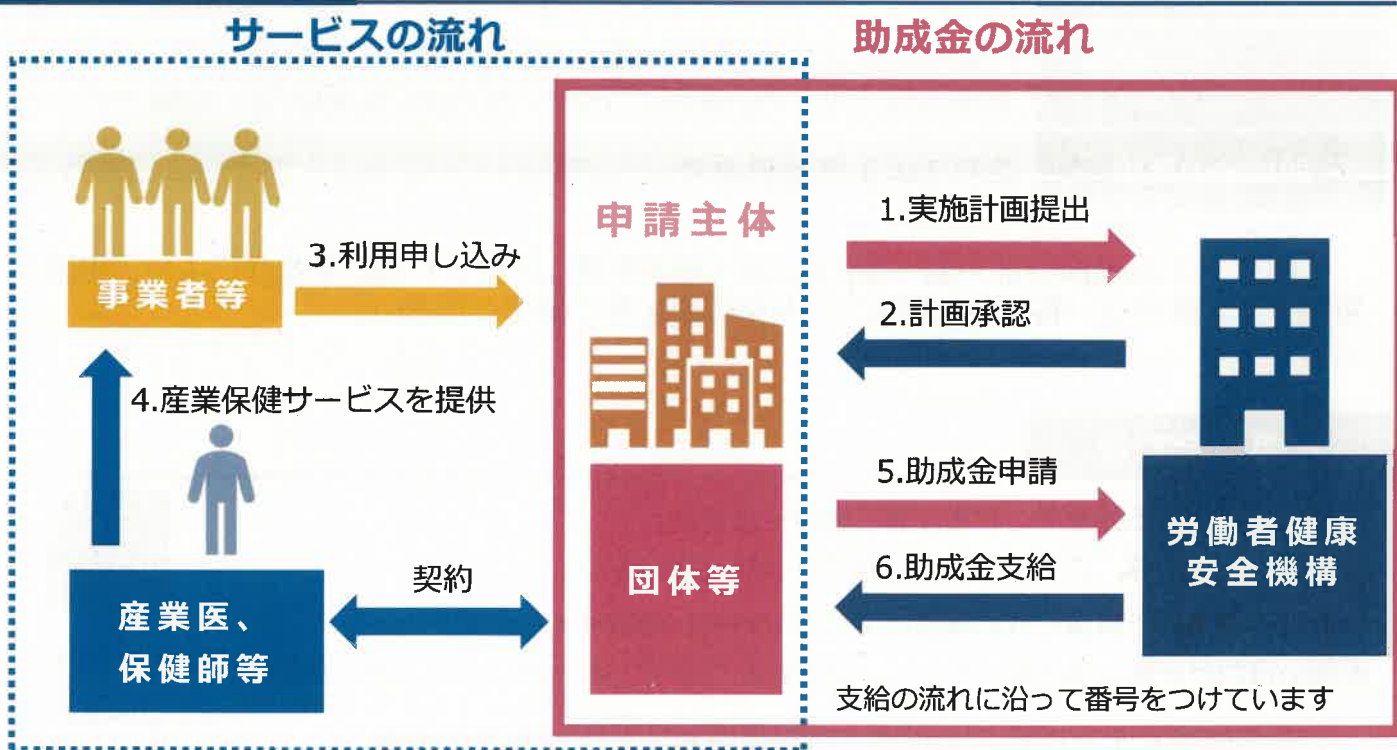 サービスの流れ
助成金の流れ
申請主体
1.実施計画提出
3.利用申し込み
事業者等
2.計画承認
4.産業保健サービスを提供
5.助成金申請
労働者健康
安全機構
契約
団体等
6.助成金支給
産業医、
保健師等
支給の流れに沿って番号をつけています